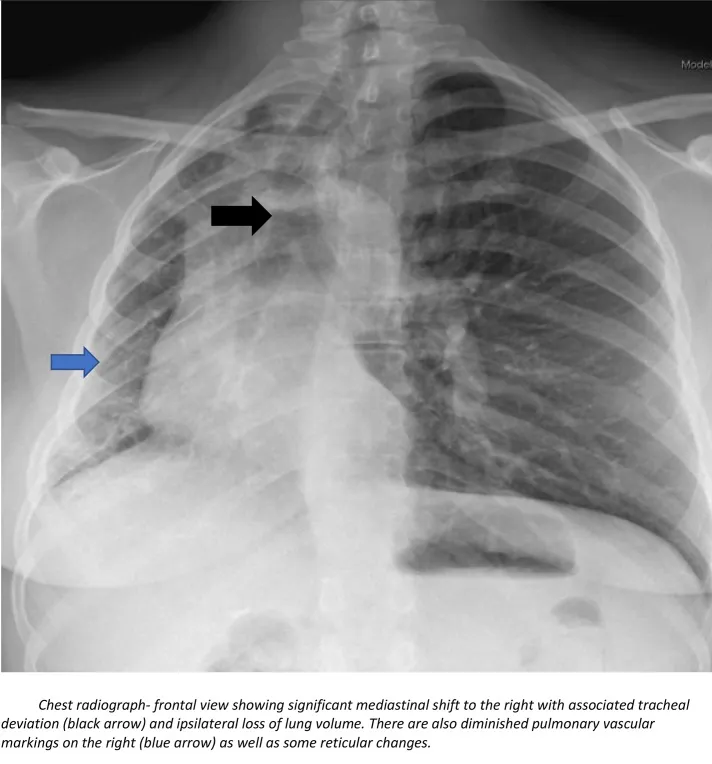 Model
Chest radiograph- frontal view showing significant mediastinal shift to the right with associated tracheal
deviation (black arrow) and ipsilateral loss of lung volume. There are also diminished pulmonary vascular
markings on the right (blue arrow) as well as some reticular changes.